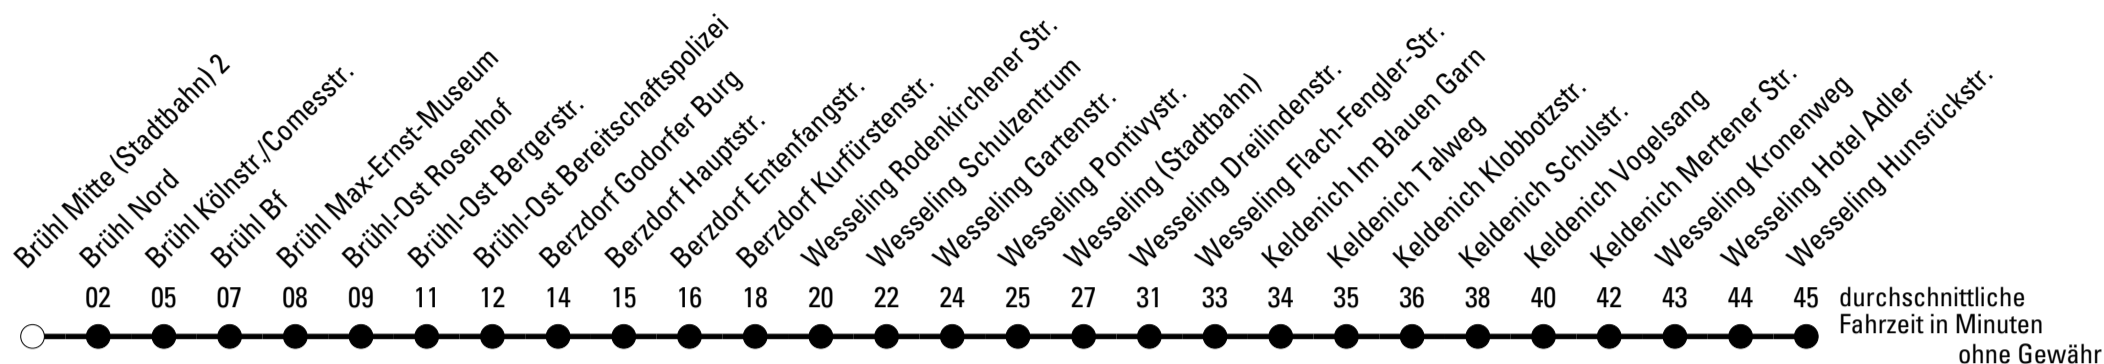 Brühl Mitte (Stadtbahn) 2
Brühl Nord
Brühl Kölnstr./Comesstr.
Brühl Bf
Brühl Max-Ernst-Museum
Brühl-Ost Rosenhof
Brühl-Ost Bergerstr.
Brühl-Ost Bereitschaftspolizei
Berzdorf Godorfer Burg
Berzdorf Hauptstr.
Berzdorf Entenfangstr.
Berzdorf Kurfürstenstr.
Wesseling Rodenkirchener Str.
Wesseling Schulzentrum
Wesseling Gartenstr.
Wesseling Pontivystr.
Wesseling (Stadtbahn)
Wesseling Dreilindenstr.
Wesseling Flach-Fengler-Str.
Keldenich Im Blauen Garn
Keldenich Talweg
Keldenich Klobbotzstr.
Keldenich Schulstr.
Keldenich Vogelsang
Keldenich Mertener Str.
Wesseling Kronenweg
Wesseling Hotel Adler
Wesseling Hunsrückstr.
02 05 07 08 09 11 12 14 15 16 18 20 22 24 25 27 31 33 34 35 36 38 40 42 43 44 45
durchschnittliche
Fahrzeit in Minuten
ohne Gewähr